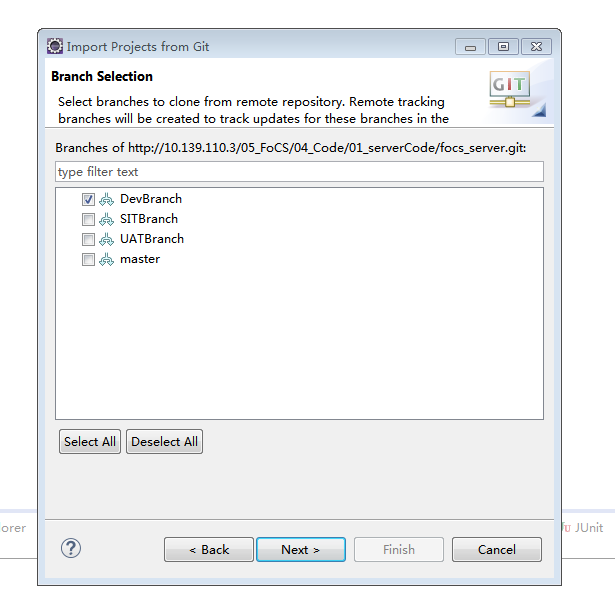 Import Projects from Git
Branch Selection
GIT
Select branches to clone from remote repository. Remote tracking
branches will be created to track updates for these branches in the
Branches of http://10.139.110.3/05_FoCS/04_Code/01_serverCode/focs_server.git:
type filter text
DevBranch
SITBranch
UATBranch
master
Select All Deselect All
orer
JUnit
?
< Back Next > Finish Cancel